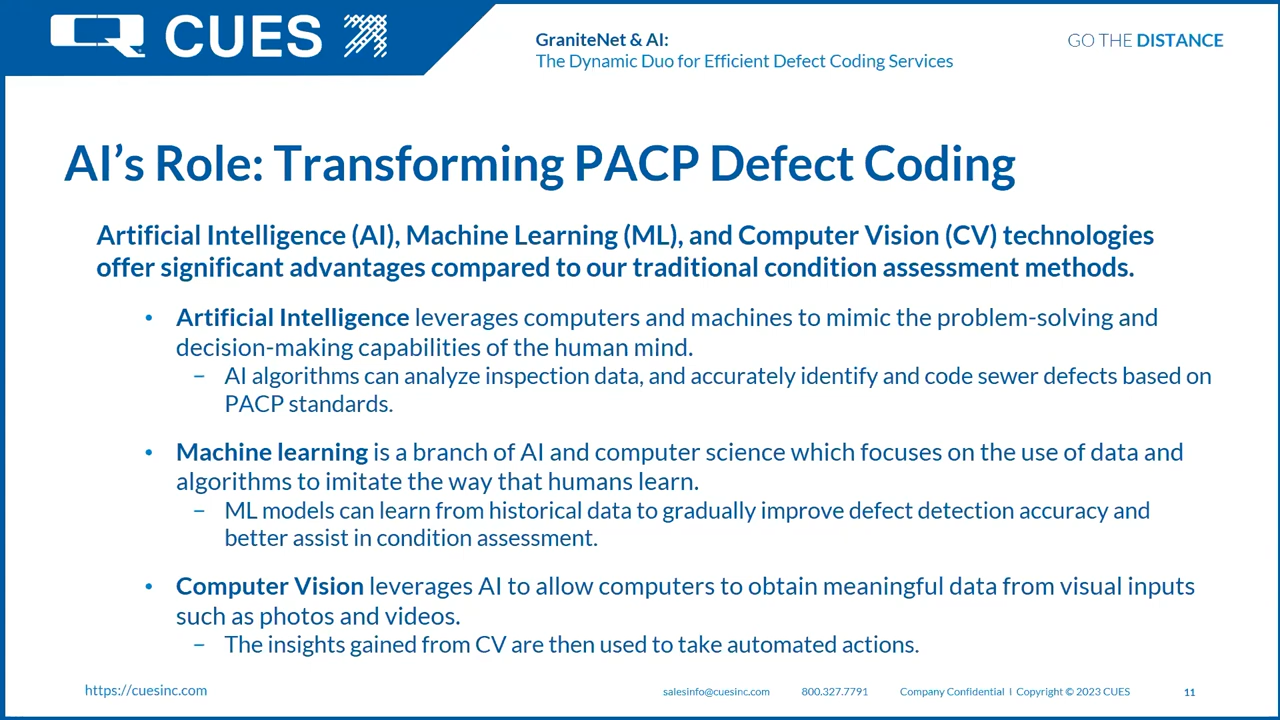 CUES
GraniteNet & AI:
The Dynamic Duo for Efficient Defect Coding Services
GO THE DISTANCE
AI’s Role: Transforming PACP Defect Coding
Artificial Intelligence (AI), Machine Learning (ML), and Computer Vision (CV) technologies
offer significant advantages compared to our traditional condition assessment methods.
• Artificial Intelligence leverages computers and machines to mimic the problem-solving and
decision-making capabilities of the human mind.
– AI algorithms can analyze inspection data, and accurately identify and code sewer defects based on
PACP standards.
• Machine learning is a branch of AI and computer science which focuses on the use of data and
algorithms to imitate the way that humans learn.
– ML models can learn from historical data to gradually improve defect detection accuracy and
better assist in condition assessment.
• Computer Vision leverages AI to allow computers to obtain meaningful data from visual inputs
such as photos and videos.
– The insights gained from CV are then used to take automated actions.
https://cuesinc.com
salesinfo@cuesinc.com 800.327.7791 Company Confidential I Copyright © 2023 CUES 11